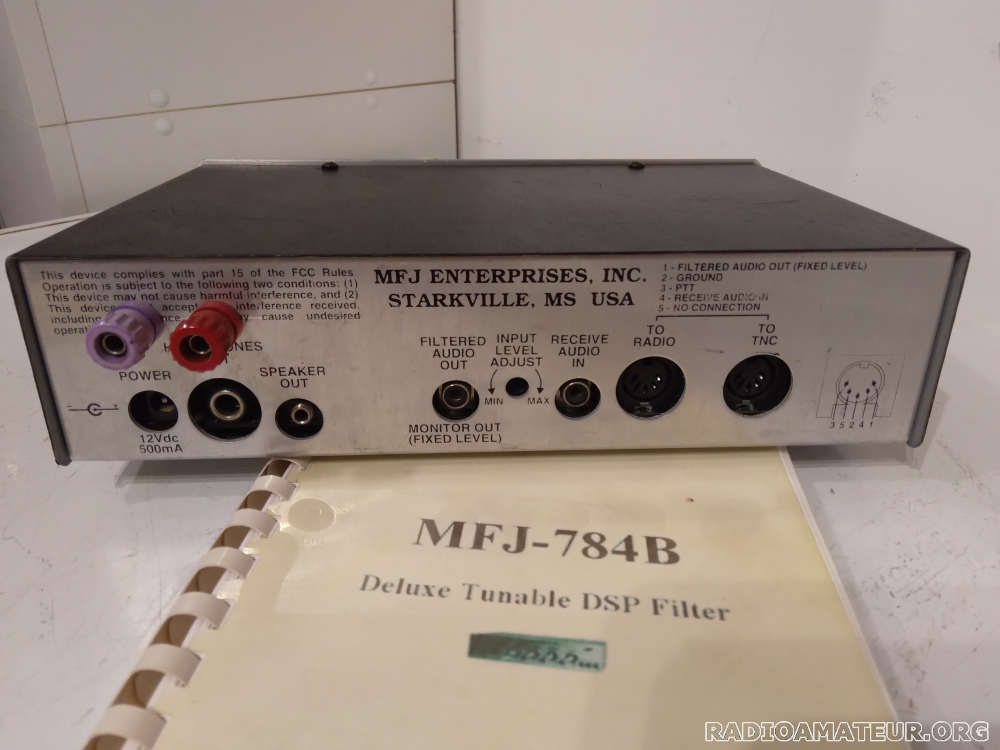 This device complies with part 15 of the FCC Rules
Operation is subject to the following two conditions: (1)
This device may not cause harmful interference, and (2)
This device accept interference received,
including cause undesired
MFJ ENTERPRISES, INC.
STARKVILLE, MS USA
1 - FILTERED AUDIO OUT (FIXED LEVEL)
2 - GROUND
3 - PTT
4 - RECEIVE AUDIO IN
5 - NO CONNECTION
TO
RADIO
TO
TNC
POWER
12Vdc
500mA
SPEAKER
OUT
FILTERED
AUDIO
OUT
MONITOR OUT
(FIXED LEVEL)
INPUT
LEVEL
ADJUST
MIN MAX
RECEIVE
AUDIO
IN
3 5 2 4 1
MFJ-784B
Deluxe Tunable DSP Filter
RADIOAMATEUR.ORG